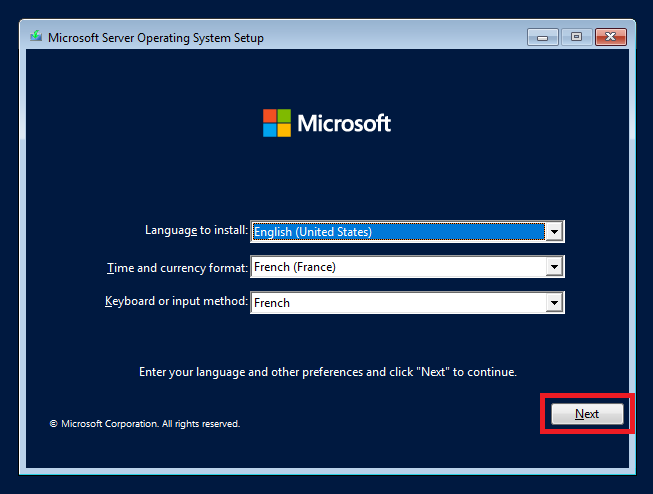 Microsoft Server Operating System Setup
Microsoft
Language to install: English (United States)
Time and currency format: French (France)
Keyboard or input method: French
Enter your language and other preferences and click "Next" to continue.
Next
© Microsoft Corporation. All rights reserved.